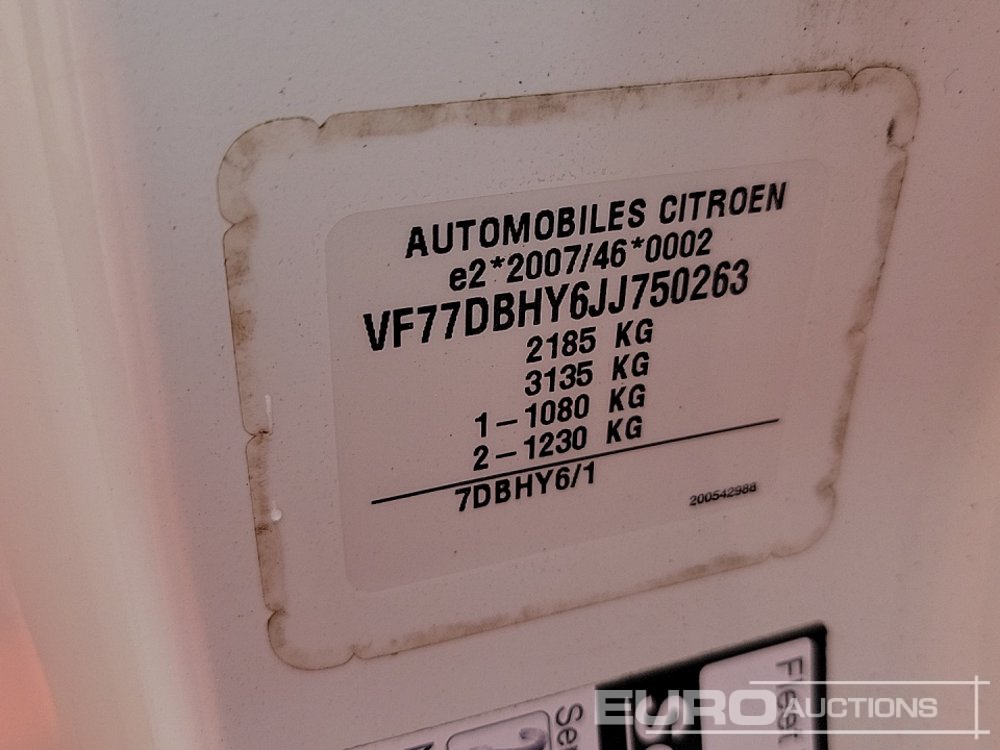 AUTOMOBILES CITROEN
e2*2007/46*0002
VF77DBHY6JJ750263
2185 KG
3135 KG
1-1080 KG
2-1230 KG
7DBHY6/1
200542988
Fleet
EURO AUCTIONS